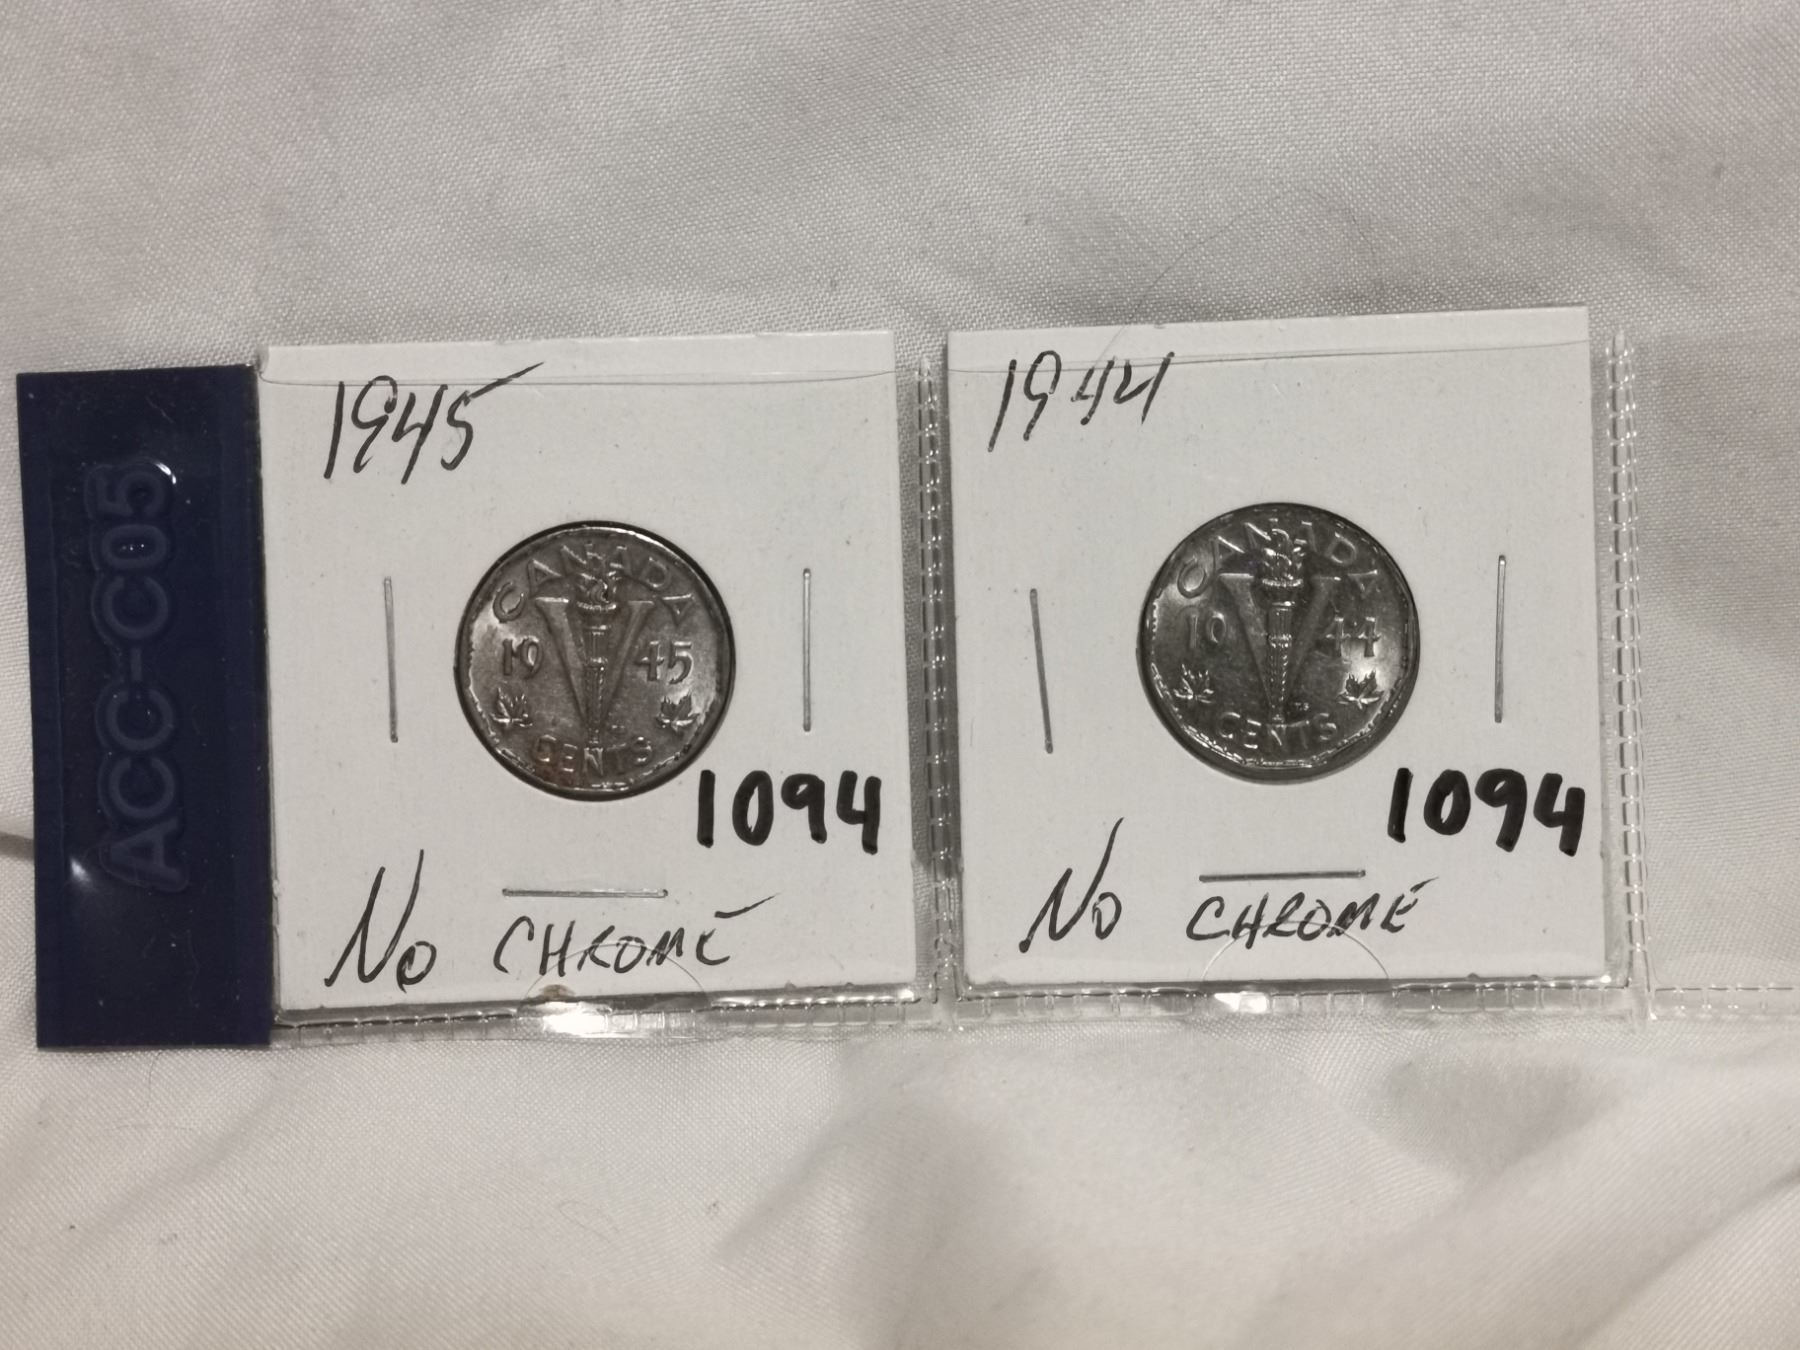 ACC-C05
1945
CANADA
19 45
CENTS
1094
No CHROME
1944
CANADA
19 44
CENTS
1094
No CHROME